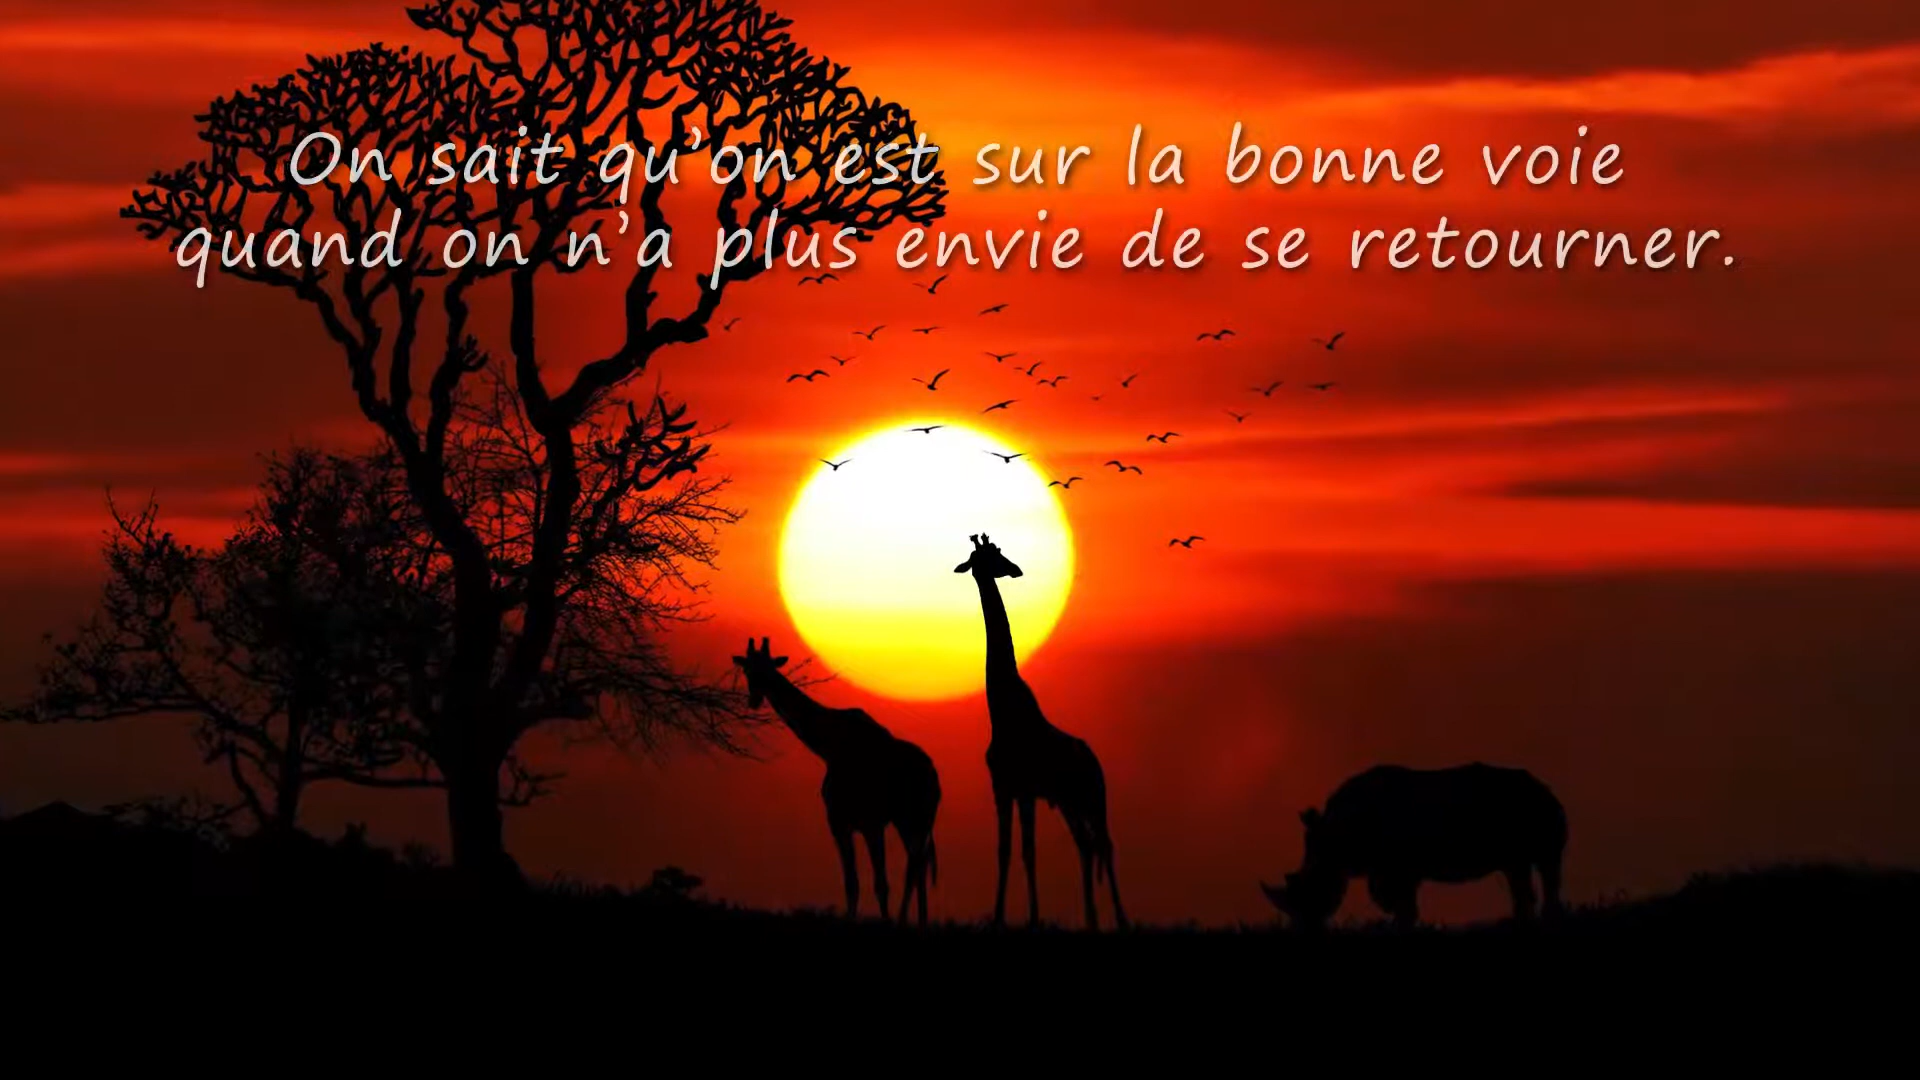 On sait qu’on est sur la bonne voie
quand on n’a plus envie de se retourner.